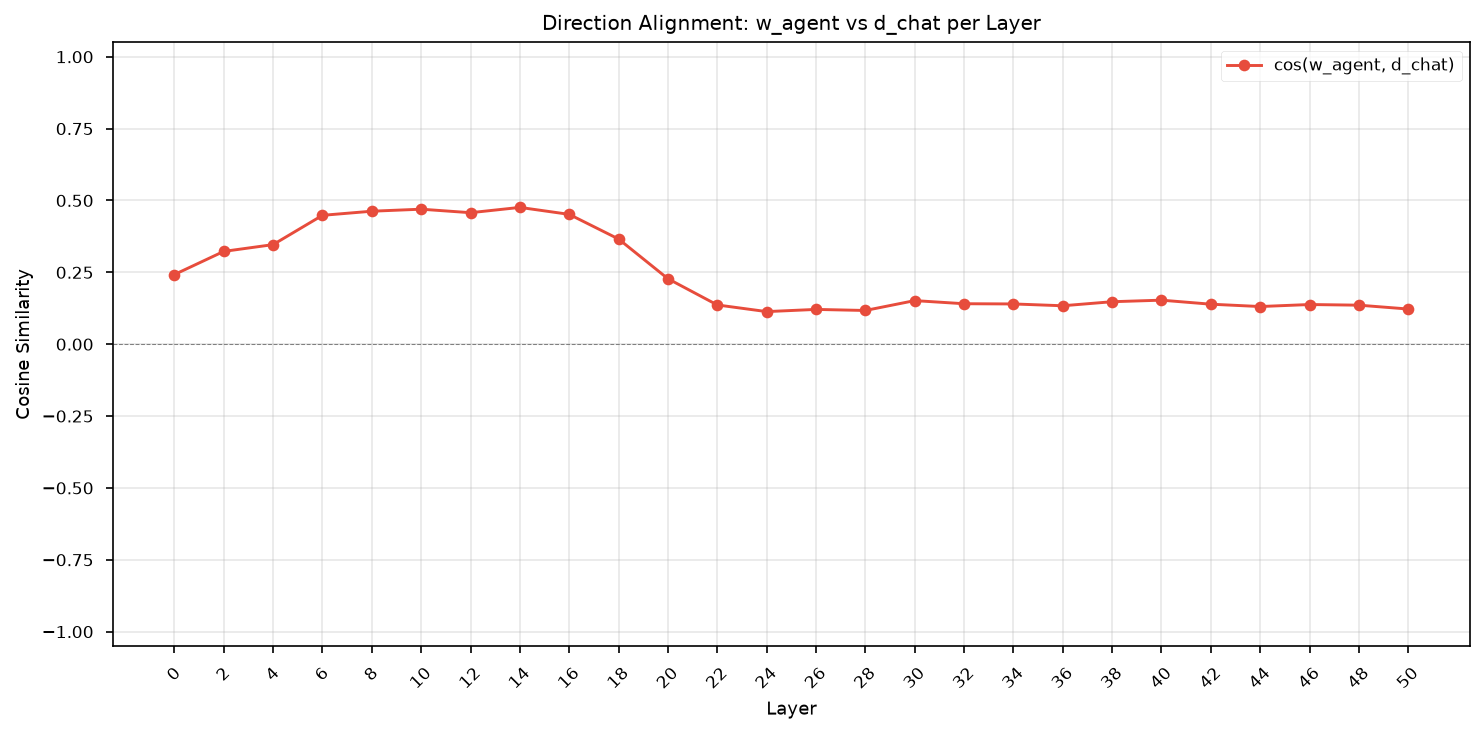 Direction Alignment: w_agent vs d_chat per Layer
cos(w_agent, d_chat)
1.00
0.75
0.50
0.25
0.00
−0.25
−0.50
−0.75
−1.00
Cosine Similarity
0 2 4 6 8 10 12 14 16 18 20 22 24 26 28 30 32 34 36 38 40 42 44 46 48 50
Layer